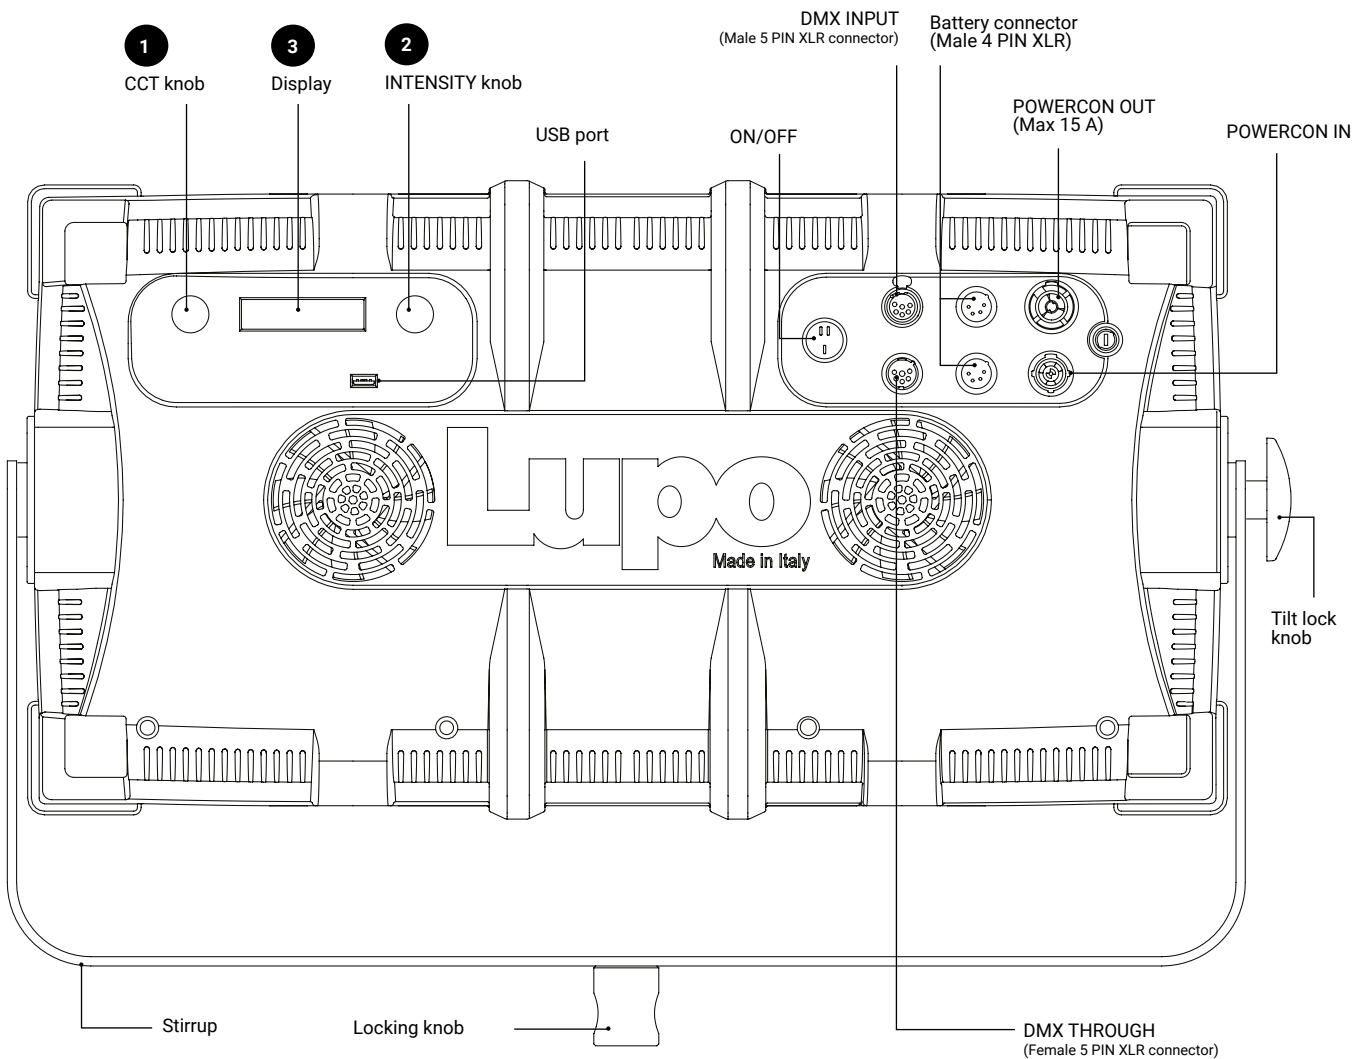 1
CCT knob
3
Display
2
INTENSITY knob
USB port
ON/OFF
DMX INPUT
(Male 5 PIN XLR connector)
Battery connector
(Male 4 PIN XLR)
POWERCON OUT
(Max 15 A)
POWERCON IN
Lupo
Made in Italy
Tilt lock
knob
Stirrup
Locking knob
DMX THROUGH
(Female 5 PIN XLR connector)